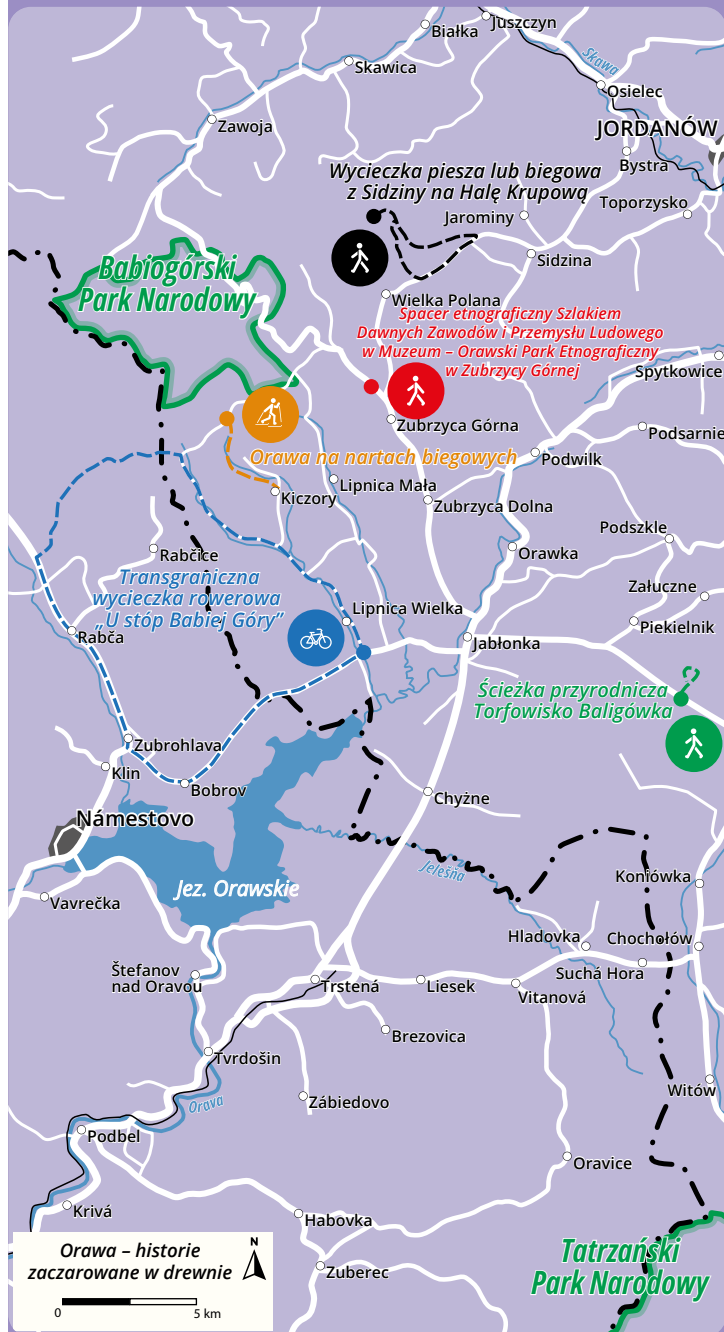 Juszczyn
Białka
Skawa
Skawica
Osielec
JORDANÓW
Zawoja
Bystra
Wycieczka piesza lub biegowa
z Sidziny na Halę Krupową
Toporzysko
Jarominy
Sidzina
Babiogórski
Park Narodowy
Wielka Polana
Spacer etnograficzny Szlakiem
Dawnych Zawodów i Przemysłu Ludowego
w Muzeum – Orawski Park Etnograficzny
w Zubrzycy Górnej
Spytkowice
Zubrzyca Górna
Podsarnie
Orawa na nartach biegowych
Podwilk
Lipnica Mała
Kiczory
Zubrzyca Dolna
Podszkle
Rabčice
Orawka
Transgraniczna
wycieczka rowerowa
„U stóp Babiej Góry”
Załuczne
Lipnica Wielka
Piekielnik
Rabča
Jabłonka
Ścieżka przyrodnicza
Torfowisko Baligówka
Zubrohlava
Klin
Bobrov
Chyżne
Námestovo
Jeleśna
Koniówka
Jez. Orawskie
Vavrečka
Hladovka
Chochołów
Suchá Hora
Štefanov
nad Oravou
Trstená
Liesek
Vitanová
Brezovica
Tvrdošin
Witów
Orava
Zábiedovo
Podbel
Oravice
Krivá
Habovka
Orawa – historie
zaczarowane w drewnie
N
0
5 km
Zuberec
Tatrzański
Park Narodowy